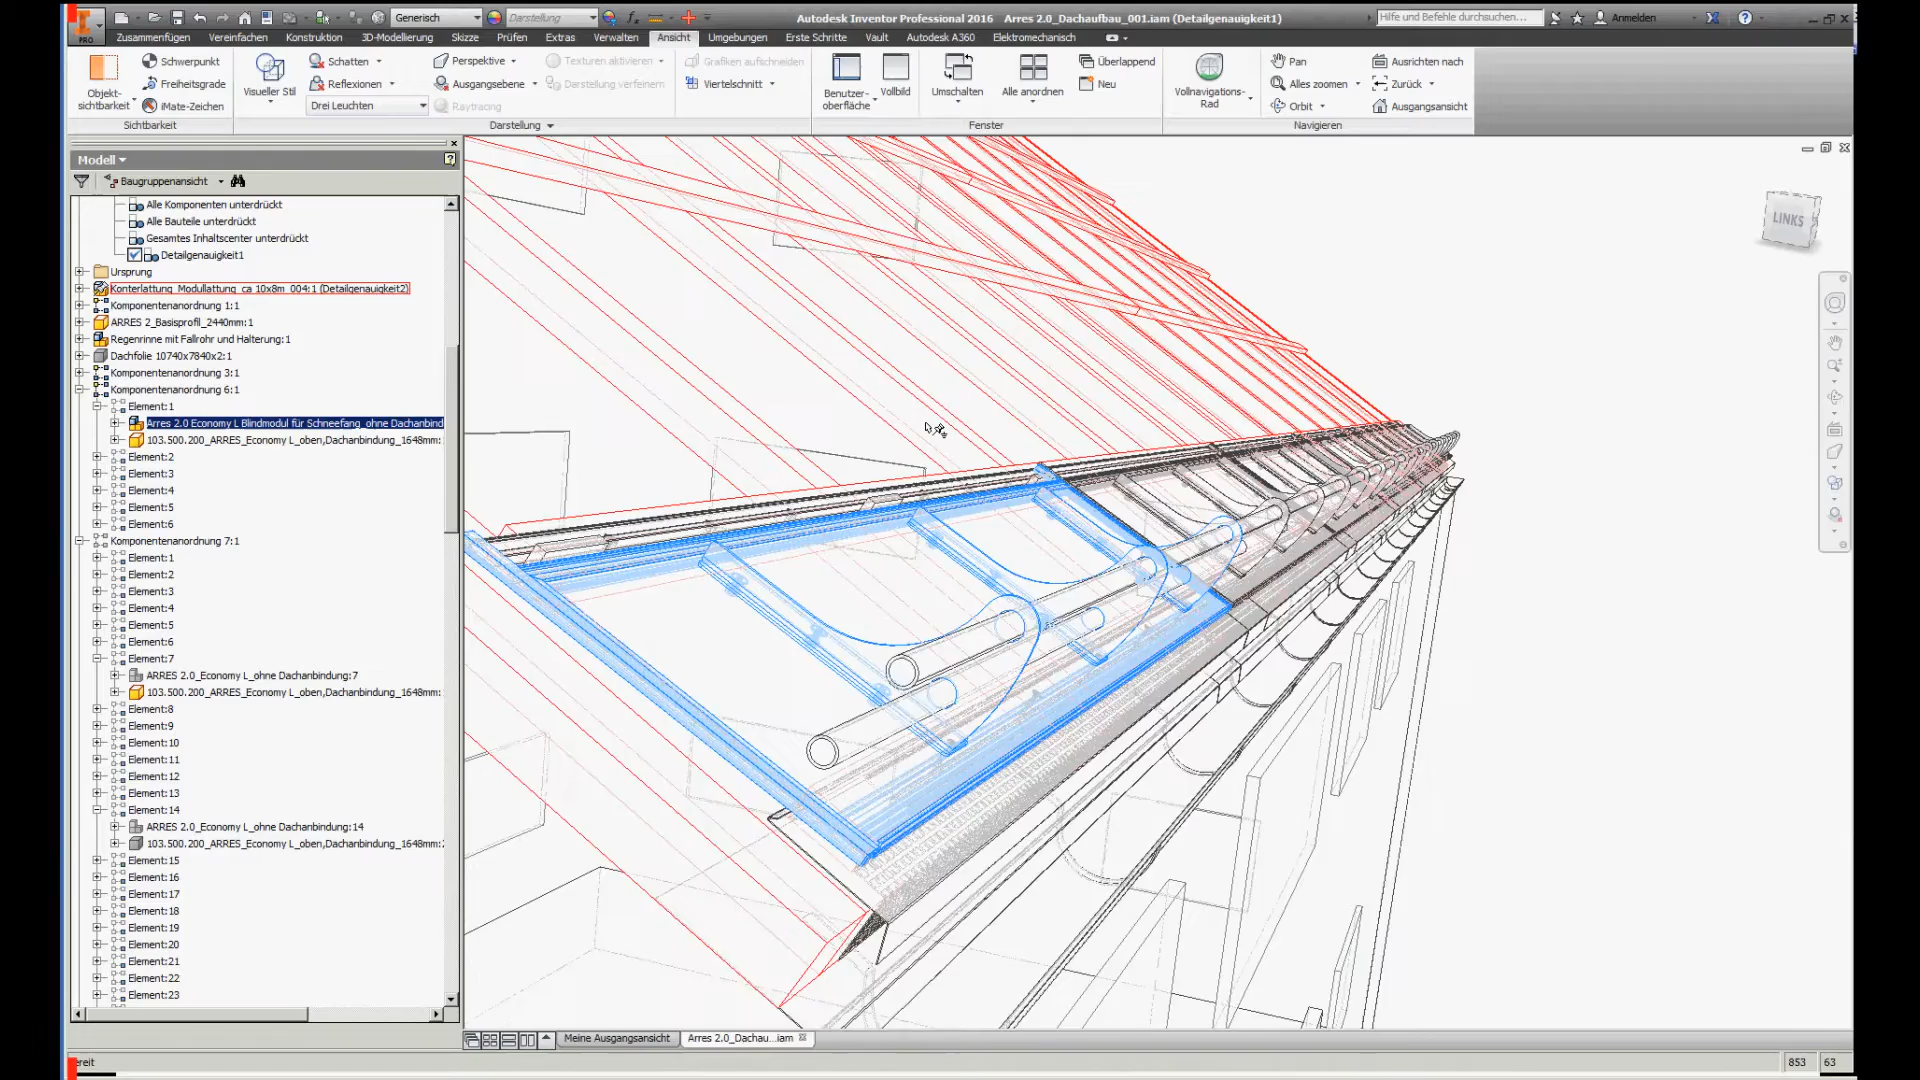 Generisch
Darstellung
Autodesk Inventor Professional 2016 Arres 2.0_Dachaufbau_001.iam (Detailgenauigkeit1)
Hilfe und Befehle durchsuchen...
Anmelden
PRO
Zusammenfügen Vereinfachen Konstruktion 3D-Modellierung Skizze Prüfen Extras Verwalten Ansicht Umgebungen Erste Schritte Vault Autodesk A360 Elektromechanisch
Objekt-
sichtbarkeit
Schwerpunkt
Freiheitsgrade
iMate-Zeichen
Sichtbarkeit
Visueller Stil
Schatten
Reflexionen
Drei Leuchten
Perspektive
Ausgangsebene
Raytracing
Texturen aktivieren
Darstellung verfeinern
Darstellung
Grafiken aufschneiden
Viertelschnitt
Benutzer-
oberfläche
Vollbild
Umschalten
Alle anordnen
Überlappend
Neu
Fenster
Vollnavigations-
Rad
Pan
Alles zoomen
Orbit
Ausrichten nach
Zurück
Ausgangsansicht
Navigieren
Modell
Baugruppenansicht
Alle Komponenten unterdrückt
Alle Bauteile unterdrückt
Gesamtes Inhaltscenter unterdrückt
Detailgenauigkeit1
Ursprung
Konterlattung_Modullattung_ca 10x8m_004:1 (Detailgenauigkeit2)
Komponentenanordnung 1:1
ARRES 2_Basisprofil_2440mm:1
Regenrinne mit Fallrohr und Halterung:1
Dachfolie 10740x7840x2:1
Komponentenanordnung 3:1
Komponentenanordnung 6:1
Element:1
Arres 2.0 Economy L Blindmodul für Schneefang_ohne Dachanbind
103.500.200_ARRES_Economy L_oben,Dachanbindung_1648mm:
Element:2
Element:3
Element:4
Element:5
Element:6
Komponentenanordnung 7:1
Element:1
Element:2
Element:3
Element:4
Element:5
Element:6
Element:7
ARRES 2.0_Economy L_ohne Dachanbindung:7
103.500.200_ARRES_Economy L_oben,Dachanbindung_1648mm:
Element:8
Element:9
Element:10
Element:11
Element:12
Element:13
Element:14
ARRES 2.0_Economy L_ohne Dachanbindung:14
103.500.200_ARRES_Economy L_oben,Dachanbindung_1648mm:
Element:15
Element:16
Element:17
Element:18
Element:19
Element:20
Element:21
Element:22
Element:23
LINKS
Meine Ausgangsansicht
Arres 2.0_Dachau...iam
ereit
853 63